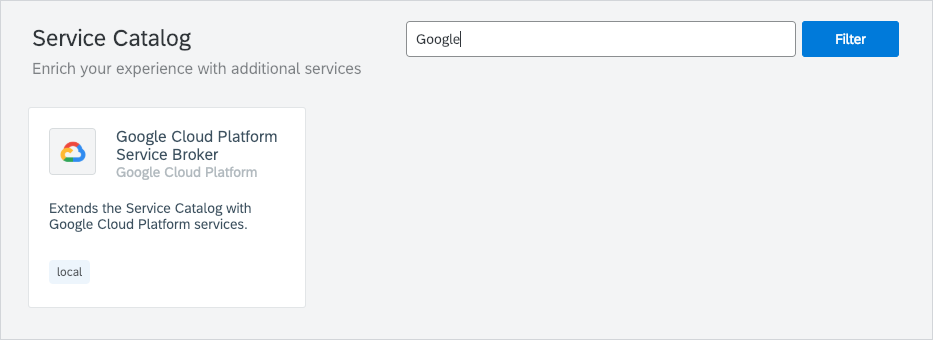 Service Catalog
Google
Filter
Enrich your experience with additional services
Google Cloud Platform
Service Broker
Google Cloud Platform
Extends the Service Catalog with
Google Cloud Platform services.
local